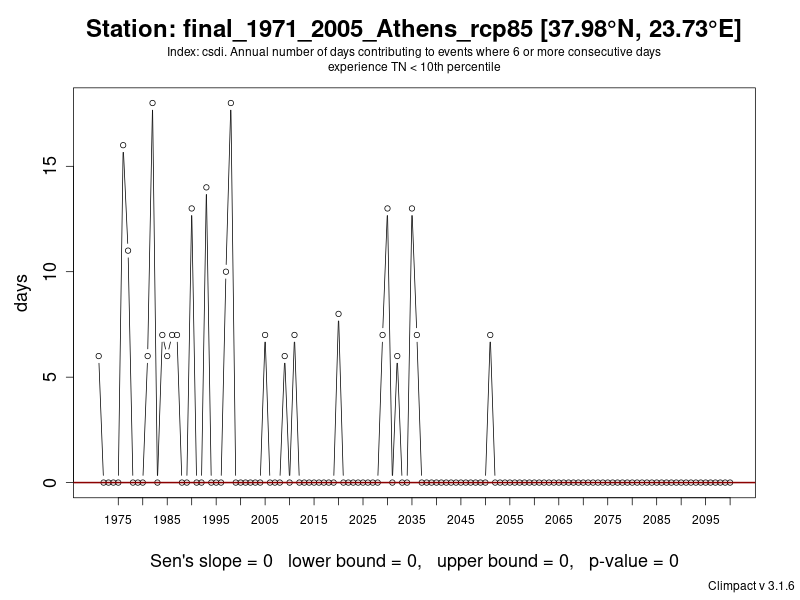 Station: final_1971_2005_Athens_rcp85 [37.98°N, 23.73°E]
Index: csdi. Annual number of days contributing to events where 6 or more consecutive days
experience TN < 10th percentile
days
15
10
5
0
1975 1985 1995 2005 2015 2025 2035 2045 2055 2065 2075 2085 2095
Sen's slope = 0 lower bound = 0, upper bound = 0, p-value = 0
Climpact v 3.1.6